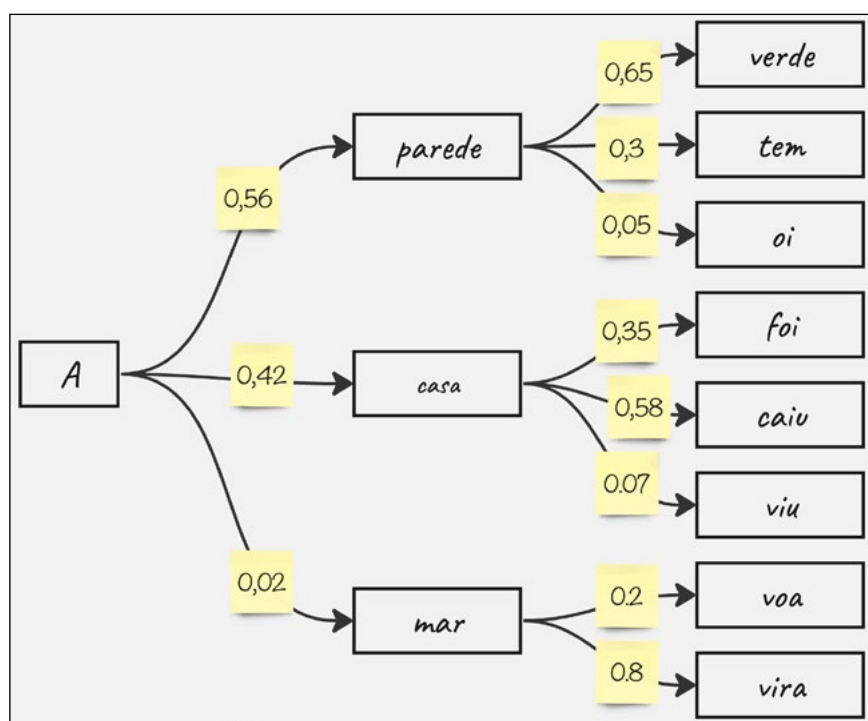 verde
0,65
parede
0,3
tem
0,56
0,05
oi
0,35
foi
A
0,42
casa
0,58
caiu
0.07
viu
0,02
mar
0.2
voa
0.8
vira